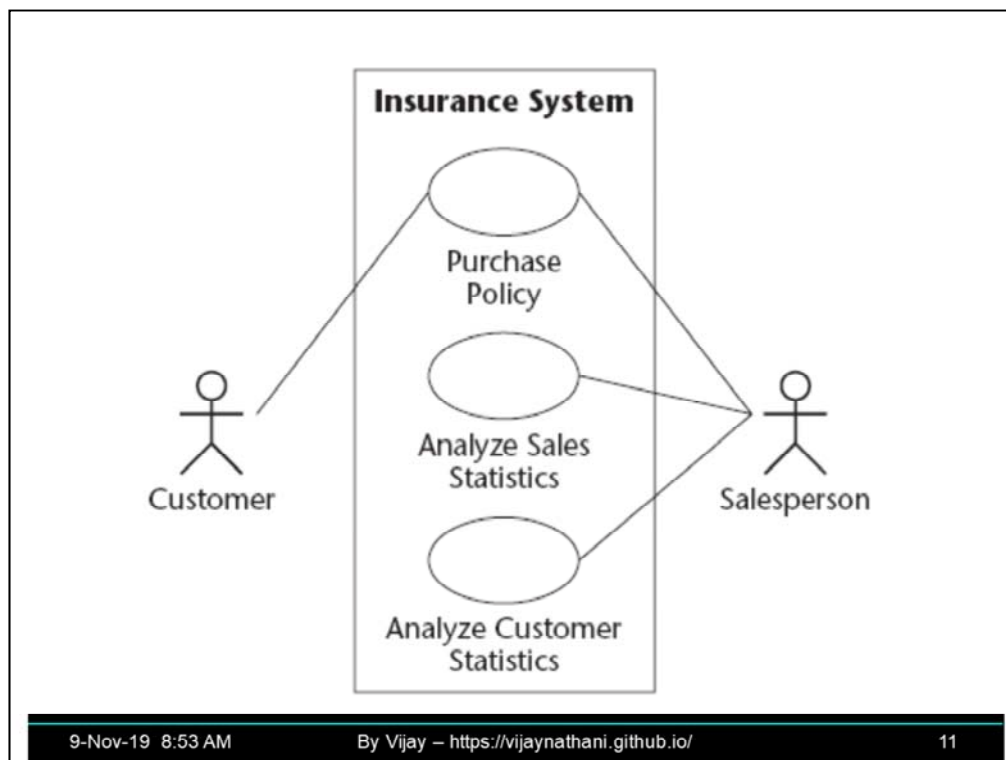 Insurance System
Purchase
Policy
Analyze Sales
Statistics
Customer
Salesperson
Analyze Customer
Statistics
9-Nov-19 8:53 AM
By Vijay – https://vijaynathani.github.io/
11